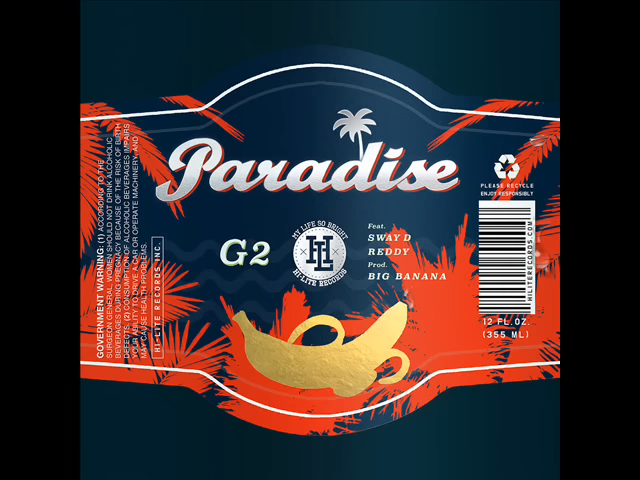 GOVERNMENT WARNING: (1) ACCORDING TO THE
SURGEON GENERAL, WOMEN SHOULD NOT DRINK ALCOHOLIC
BEVERAGES DURING PREGNANCY BECAUSE OF THE RISK OF BIRTH
DEFECTS. (2) CONSUMPTION OF ALCOHOLIC BEVERAGES IMPAIRS
YOUR ABILITY TO DRIVE A CAR OR OPERATE MACHINERY, AND
MAY CAUSE HEALTH PROBLEMS.
HI-LITE RECORDS INC.
Paradise
G2
MY LIFE SO BRIGHT
HL
HI-LITE RECORDS
Feat.
SWAY D
REDDY
Prod.
BIG BANANA
PLEASE RECYCLE
ENJOY RESPONSIBLY
HILITERECORDS.COM
12 FL. OZ.
(355 ML)